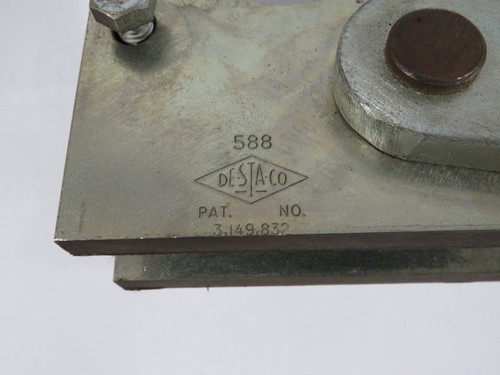 588
DE-STA-CO
PAT. NO.
3,149,832